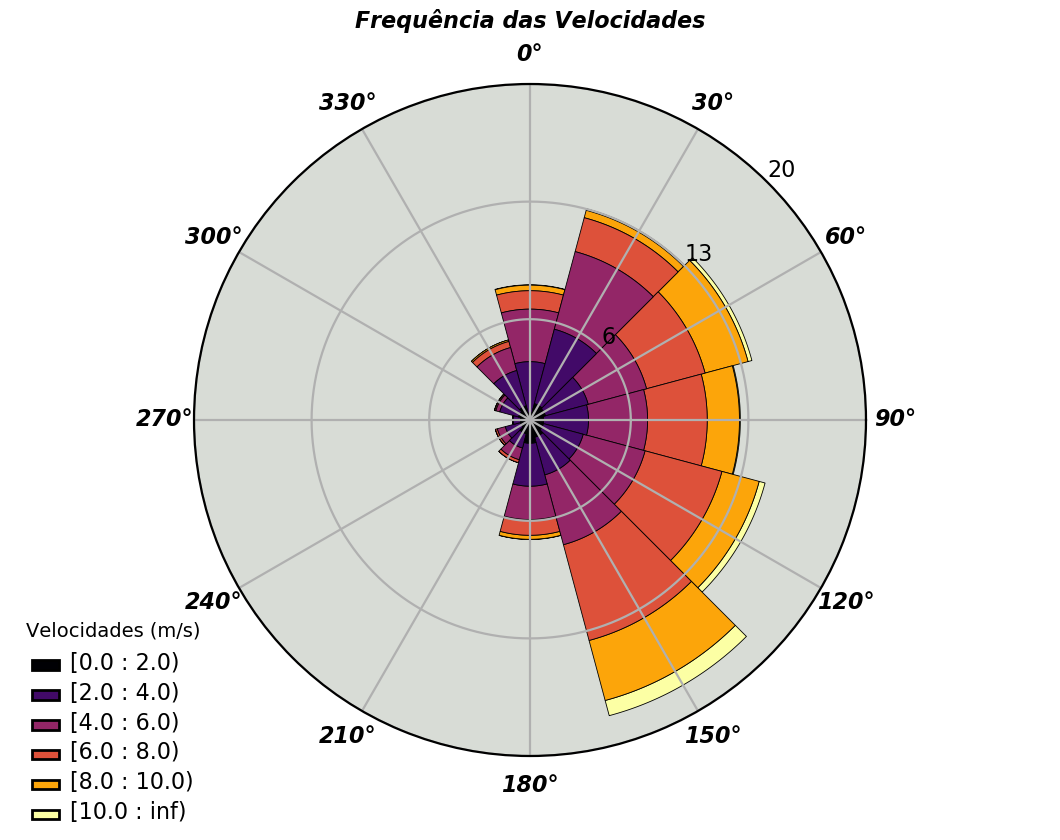 Frequência das Velocidades
0°
330°
30°
20
300°
60°
13
6
270°
90°
240°
120°
210°
150°
180°
Velocidades (m/s)
[0.0 : 2.0)
[2.0 : 4.0)
[4.0 : 6.0)
[6.0 : 8.0)
[8.0 : 10.0)
[10.0 : inf)